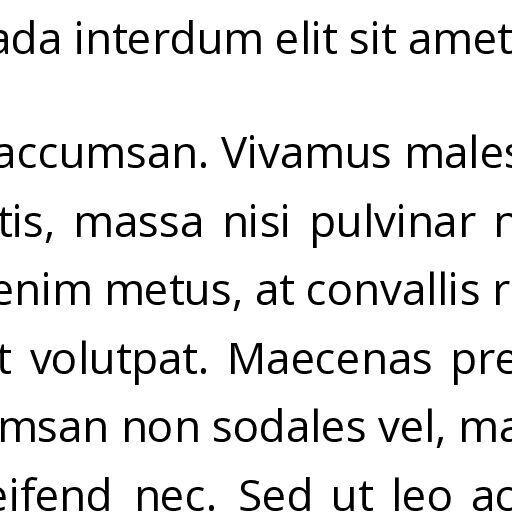 ada interdum elit sit amet
accumsan. Vivamus males
tis, massa nisi pulvinar n
enim metus, at convallis r
t volutpat. Maecenas pre
msan non sodales vel, ma
eifend nec. Sed ut leo ac